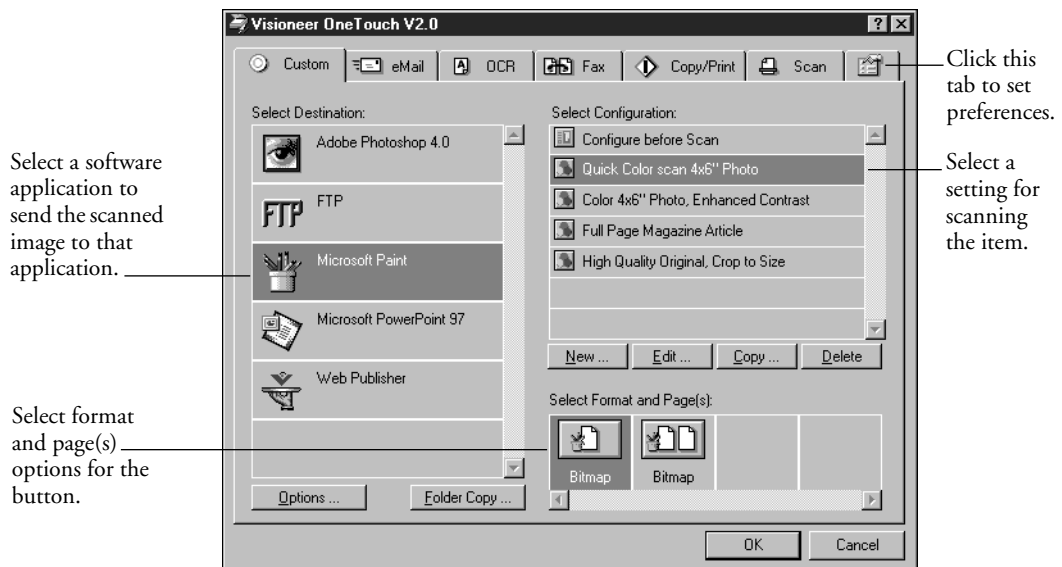 Visioneer OneTouch V2.0
Custom
eMail
OCR
Fax
Copy/Print
Scan
Click this
tab to set
preferences.
Select Destination:
Adobe Photoshop 4.0
FTP
FTP
Microsoft Paint
Microsoft PowerPoint 97
Web Publisher
Select a software
application to
send the scanned
image to that
application.
Select Configuration:
Configure before Scan
Quick Color scan 4x6" Photo
Color 4x6" Photo, Enhanced Contrast
Full Page Magazine Article
High Quality Original, Crop to Size
Select a
setting for
scanning
the item.
New ...
Edit ...
Copy ...
Delete
Select Format and Page(s):
Bitmap
Bitmap
Select format
and page(s)
options for the
button.
Options ...
Folder Copy ...
OK
Cancel